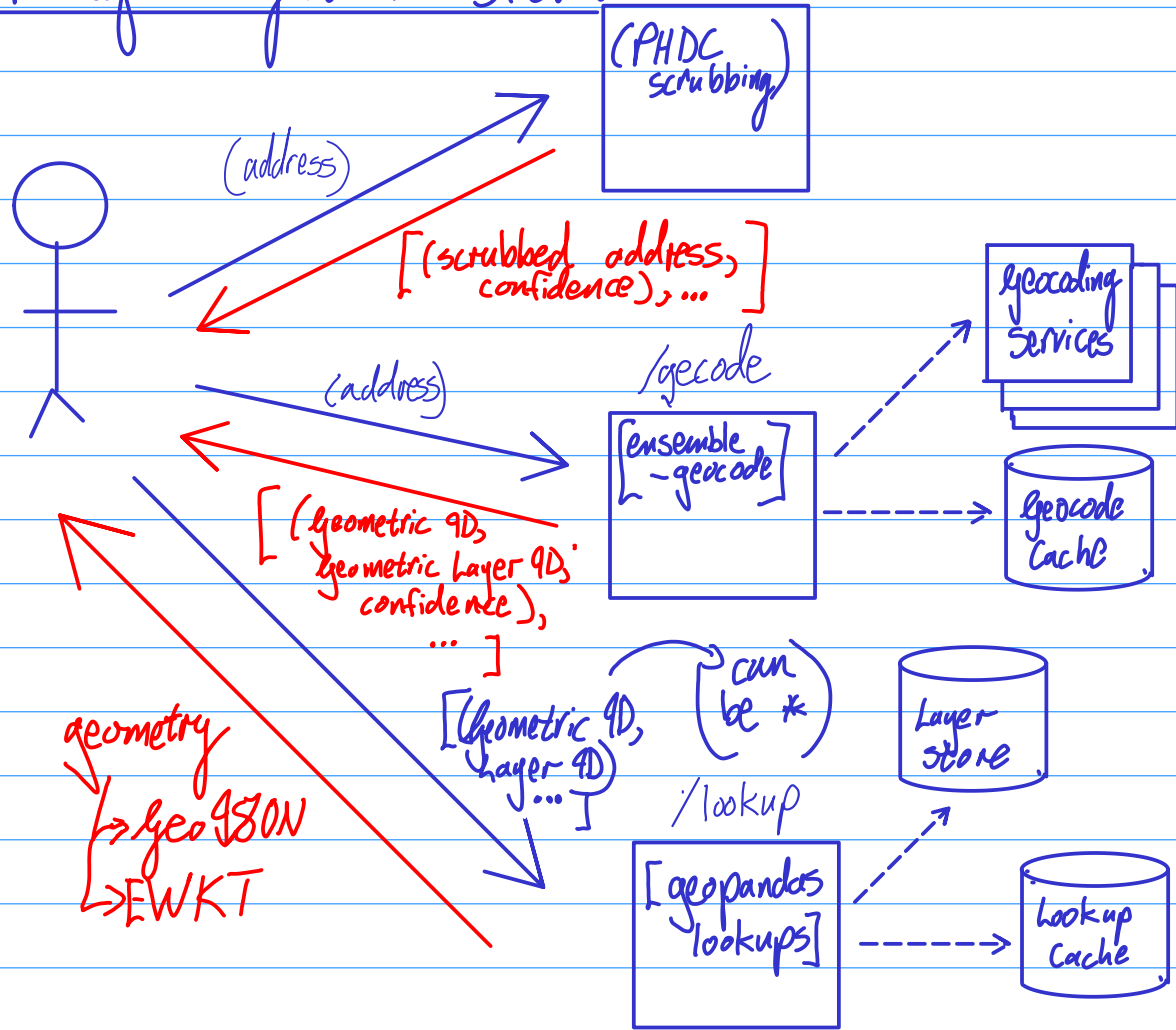 (PHDC
scrubbing)
(address)
[(scrubbed address,
confidence), ...]
Geocoding
Services
/gecode
(address)
[ensemble
-geocode]
Geocode
Cache
[(Geometric ID,
Geometric Layer ID,
confidence),
... ]
(can
be *)
[(Geometric ID,
Layer ID)
... ]
Layer
store
geometry
GeoJSON
EWKT
/lookup
[geopandas
lookups]
Lookup
Cache